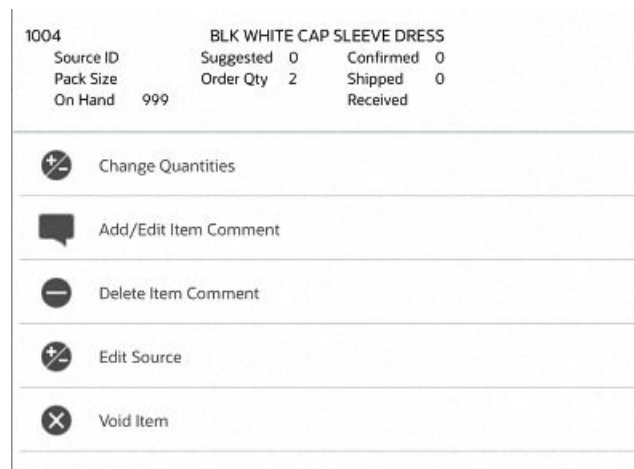 1004 BLK WHITE CAP SLEEVE DRESS
Source ID Suggested 0 Confirmed 0
Pack Size Order Qty 2 Shipped 0
On Hand 999 Received
Change Quantities
Add/Edit Item Comment
Delete Item Comment
Edit Source
Void Item